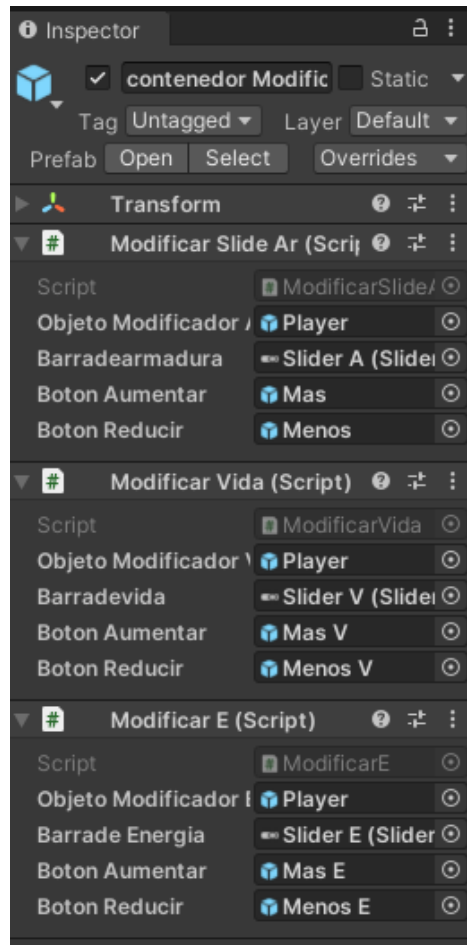 Inspector
contenedor Modific Static
Tag Untagged Layer Default
Prefab Open Select Overrides
Transform
# Modificar Slide Ar (Scrip
Script ModificarSlideA
Objeto Modificador A Player
Barradearmadura Slider A (Slider
Boton Aumentar Mas
Boton Reducir Menos
# Modificar Vida (Script)
Script ModificarVida
Objeto Modificador V Player
Barradevida Slider V (Slider
Boton Aumentar Mas V
Boton Reducir Menos V
# Modificar E (Script)
Script ModificarE
Objeto Modificador E Player
Barrade Energia Slider E (Slider
Boton Aumentar Mas E
Boton Reducir Menos E